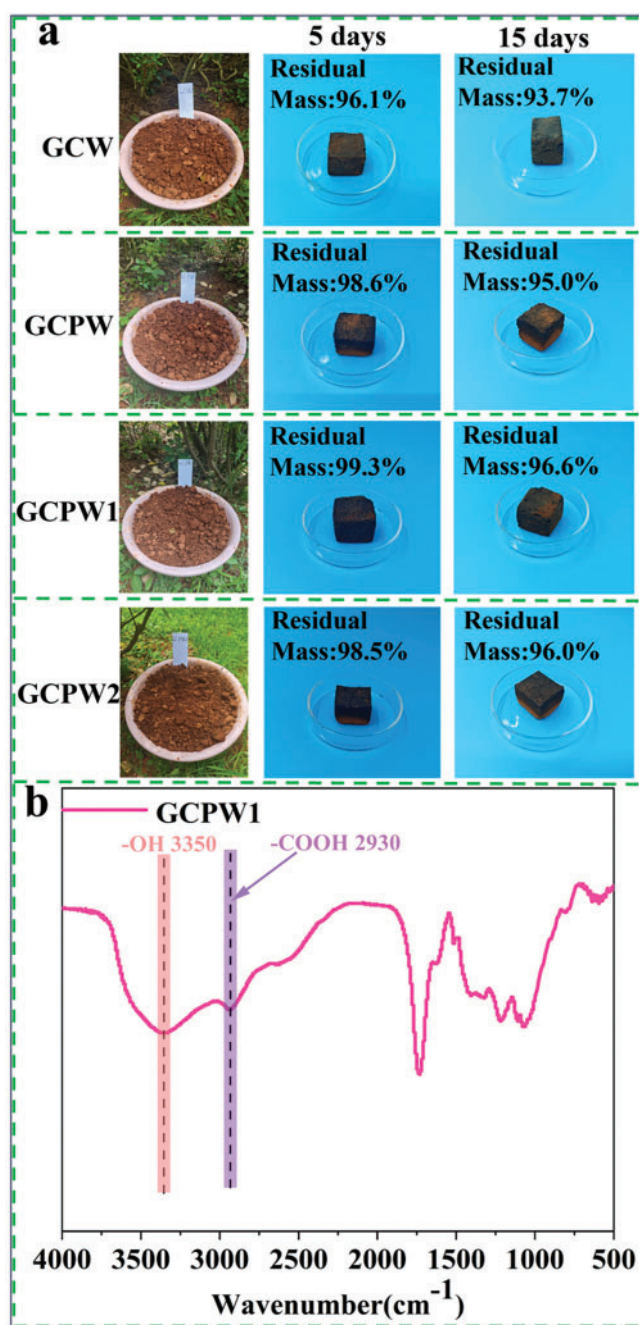 a
5 days
15 days
GCW
Residual
Mass:96.1%
Residual
Mass:93.7%
GCPW
Residual
Mass:98.6%
Residual
Mass:95.0%
GCPW1
Residual
Mass:99.3%
Residual
Mass:96.6%
GCPW2
Residual
Mass:98.5%
Residual
Mass:96.0%
b
GCPW1
-OH 3350
-COOH 2930
4000 3500 3000 2500 2000 1500 1000 500
Wavenumber(cm⁻¹)